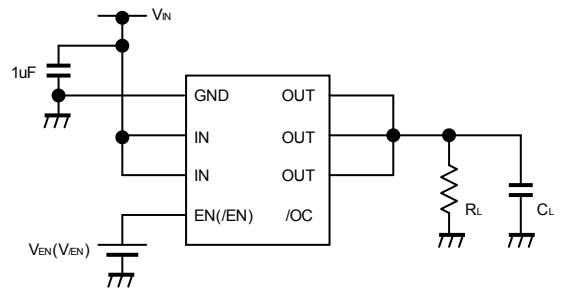 VIN
1uF
GND OUT
IN OUT
IN OUT
EN(/EN) /OC
VEN(V/EN)
RL
CL